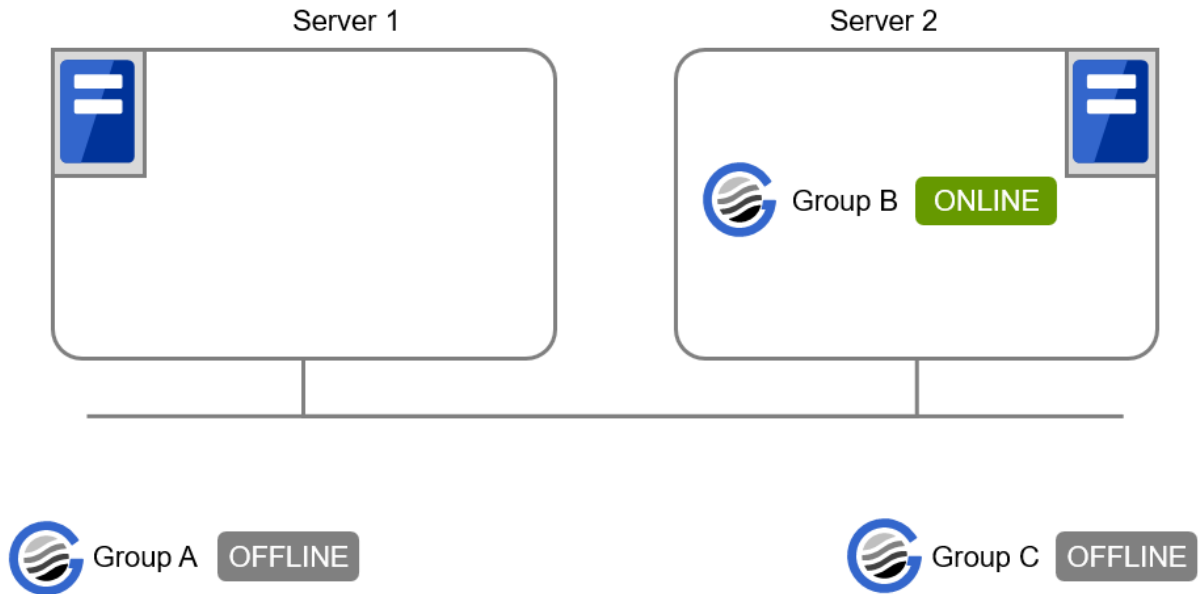 Server 1
Server 2
Group B ONLINE
Group A OFFLINE
Group C OFFLINE